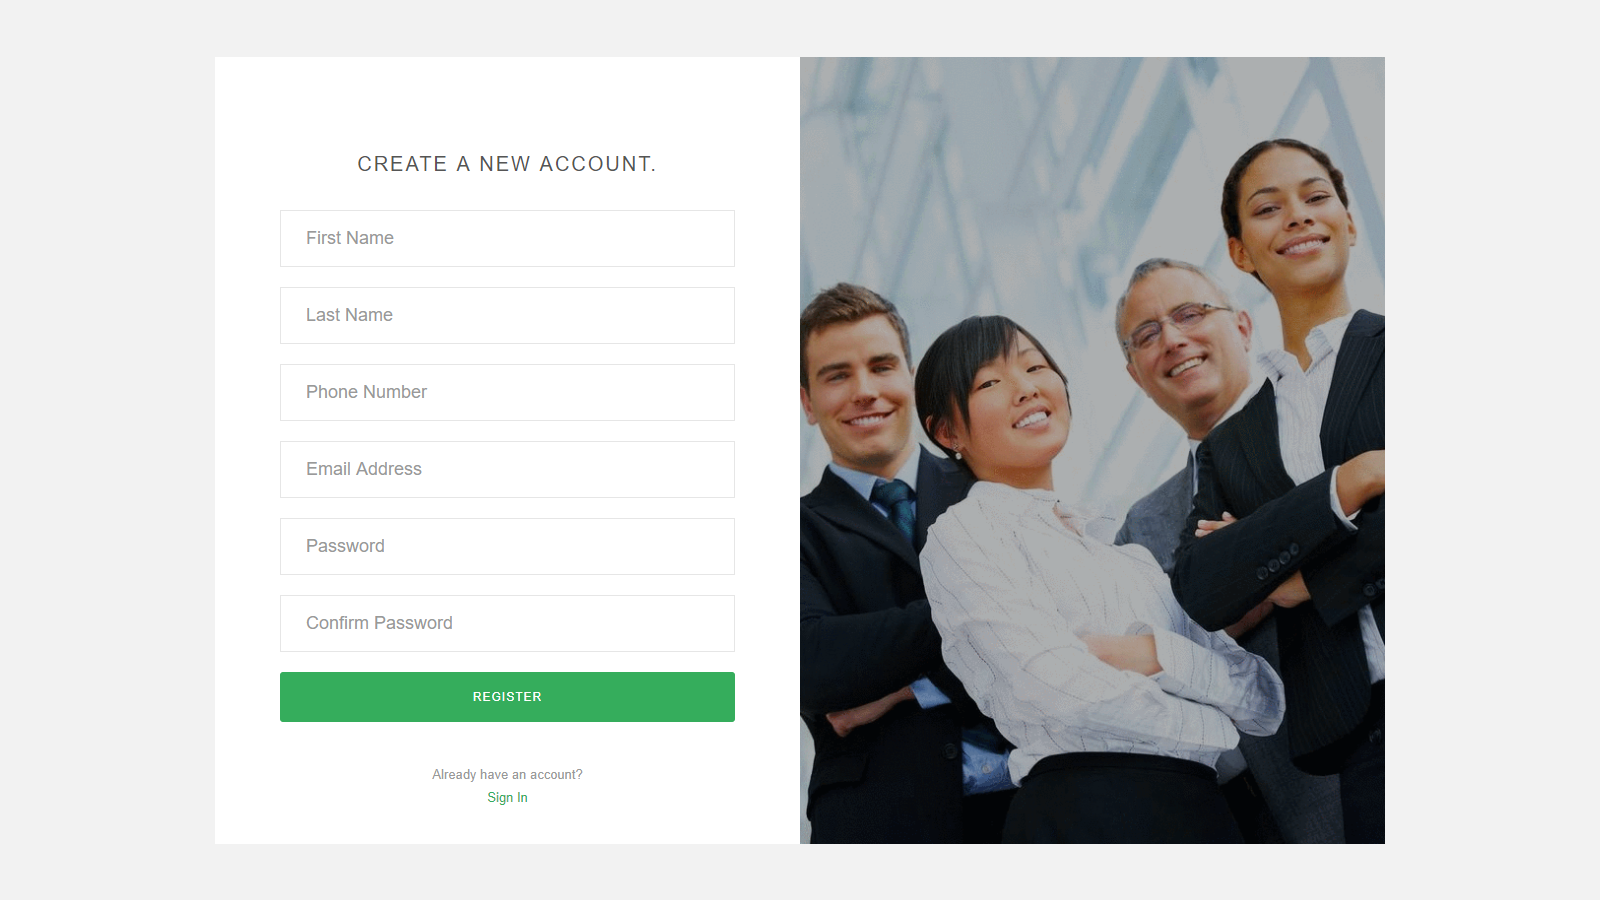 CREATE A NEW ACCOUNT.
First Name
Last Name
Phone Number
Email Address
Password
Confirm Password
REGISTER
Already have an account?
Sign In